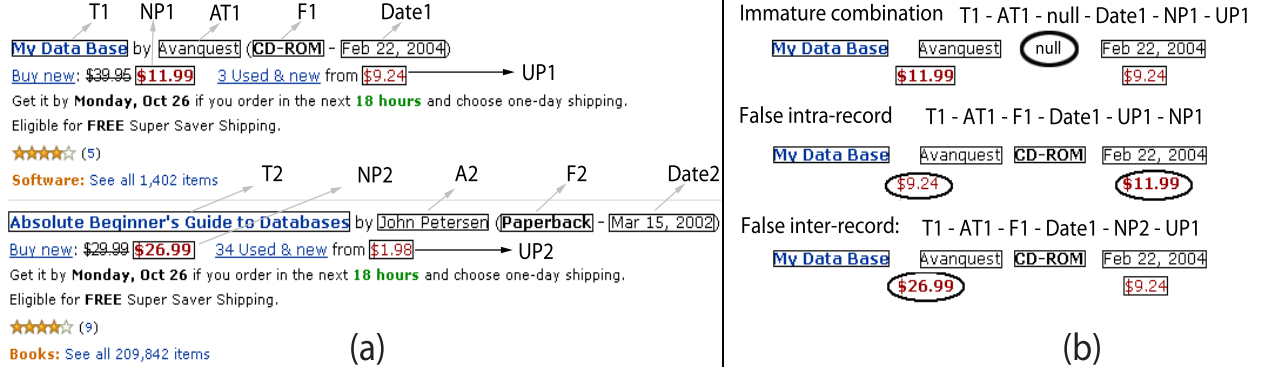 T1 NP1 AT1 F1 Date1
My Data Base by Avanquest (CD-ROM - Feb 22, 2004)
Buy new: $39.95 $11.99 3 Used & new from $9.24 UP1
Get it by Monday, Oct 26 if you order in the next 18 hours and choose one-day shipping.
Eligible for FREE Super Saver Shipping.
(5)
Software: See all 1,402 items
T2 NP2 A2 F2 Date2
Absolute Beginner's Guide to Databases by John Petersen (Paperback - Mar 15, 2002)
Buy new: $29.99 $26.99 34 Used & new from $1.98 UP2
Get it by Monday, Oct 26 if you order in the next 18 hours and choose one-day shipping.
Eligible for FREE Super Saver Shipping.
(9)
Books: See all 209,842 items
(a)
Immature combination T1 - AT1 - null - Date1 - NP1 - UP1
My Data Base Avanquest null Feb 22, 2004
$11.99 $9.24
False intra-record T1 - AT1 - F1 - Date1 - UP1 - NP1
My Data Base Avanquest CD-ROM Feb 22, 2004
$9.24 $11.99
False inter-record: T1 - AT1 - F1 - Date1 - NP2 - UP1
My Data Base Avanquest CD-ROM Feb 22, 2004
$26.99 $9.24
(b)